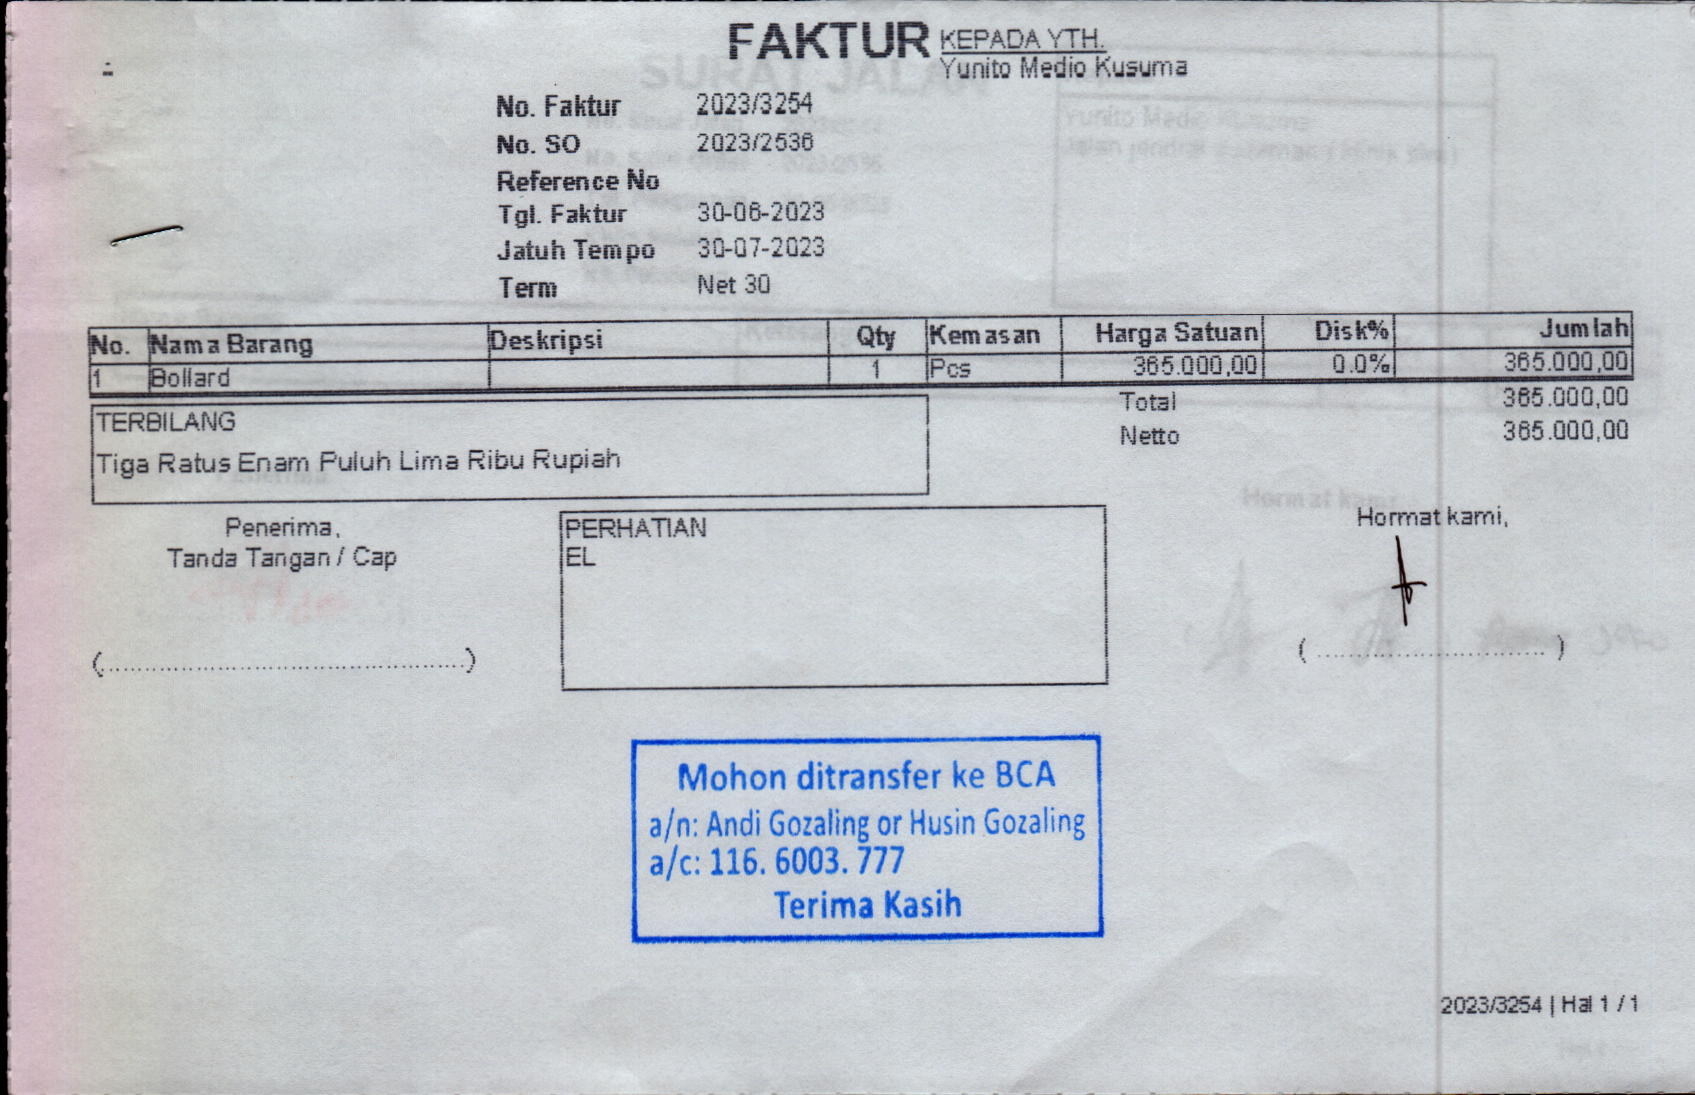 FAKTUR
KEPADA YTH.
Yunito Medio Kusuma
No. Faktur 2023/3254
No. SO 2023/2536
Reference No
Tgl. Faktur 30-06-2023
Jatuh Tempo 30-07-2023
Term Net 30
No. Nama Barang Deskripsi Qty Kemasan Harga Satuan Disk% Jumlah
1 Bollard 1 Pcs 365.000,00 0.0% 365.000,00
Total 365.000,00
Netto 365.000,00
TERBILANG
Tiga Ratus Enam Puluh Lima Ribu Rupiah
Penerima,
Tanda Tangan / Cap
(................................................)
PERHATIAN
EL
Hormat kami,
( .............................. )
Mohon ditransfer ke BCA
a/n: Andi Gozaling or Husin Gozaling
a/c: 116. 6003. 777
Terima Kasih
2023/3254 | Hal 1 / 1